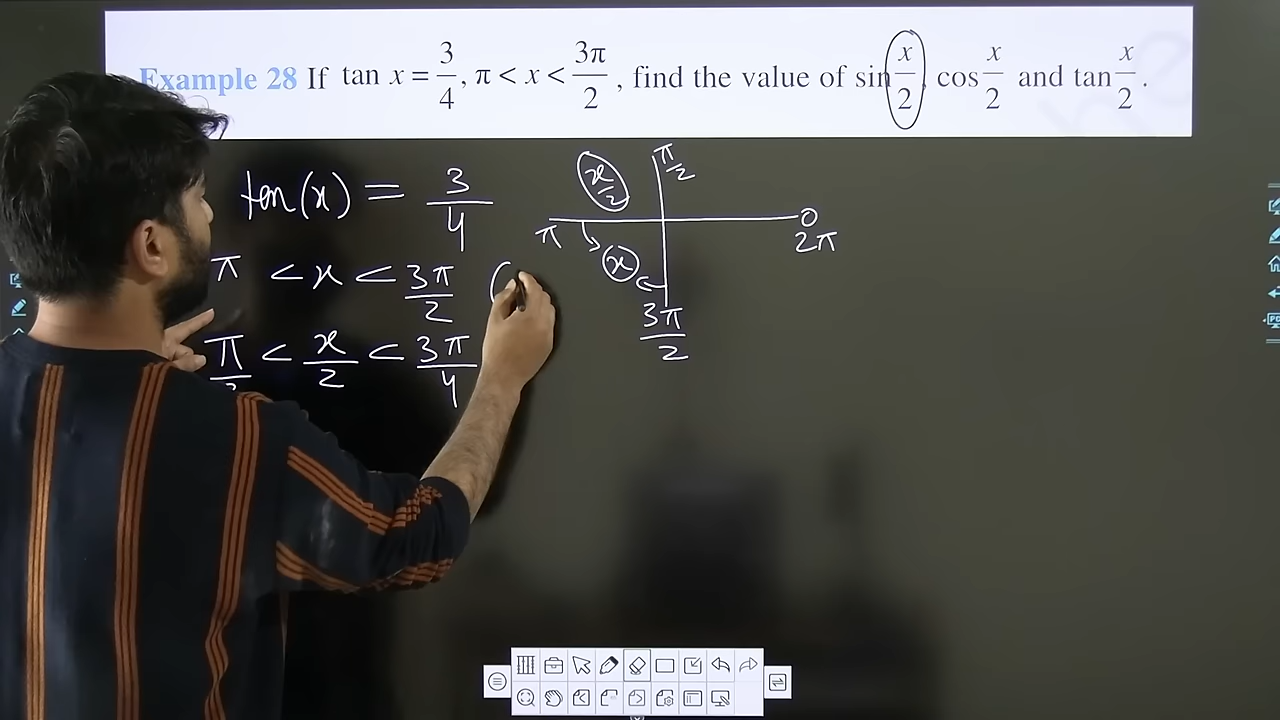 Example 28 If tan x = 3/4, π < x < 3π/2, find the value of sin x/2, cos x/2 and tan x/2.
tan(x) = 3/4
π < x < 3π/2 (
π/2 < x/2 < 3π/4
π/2
x/2
π
0
2π
x
3π/2